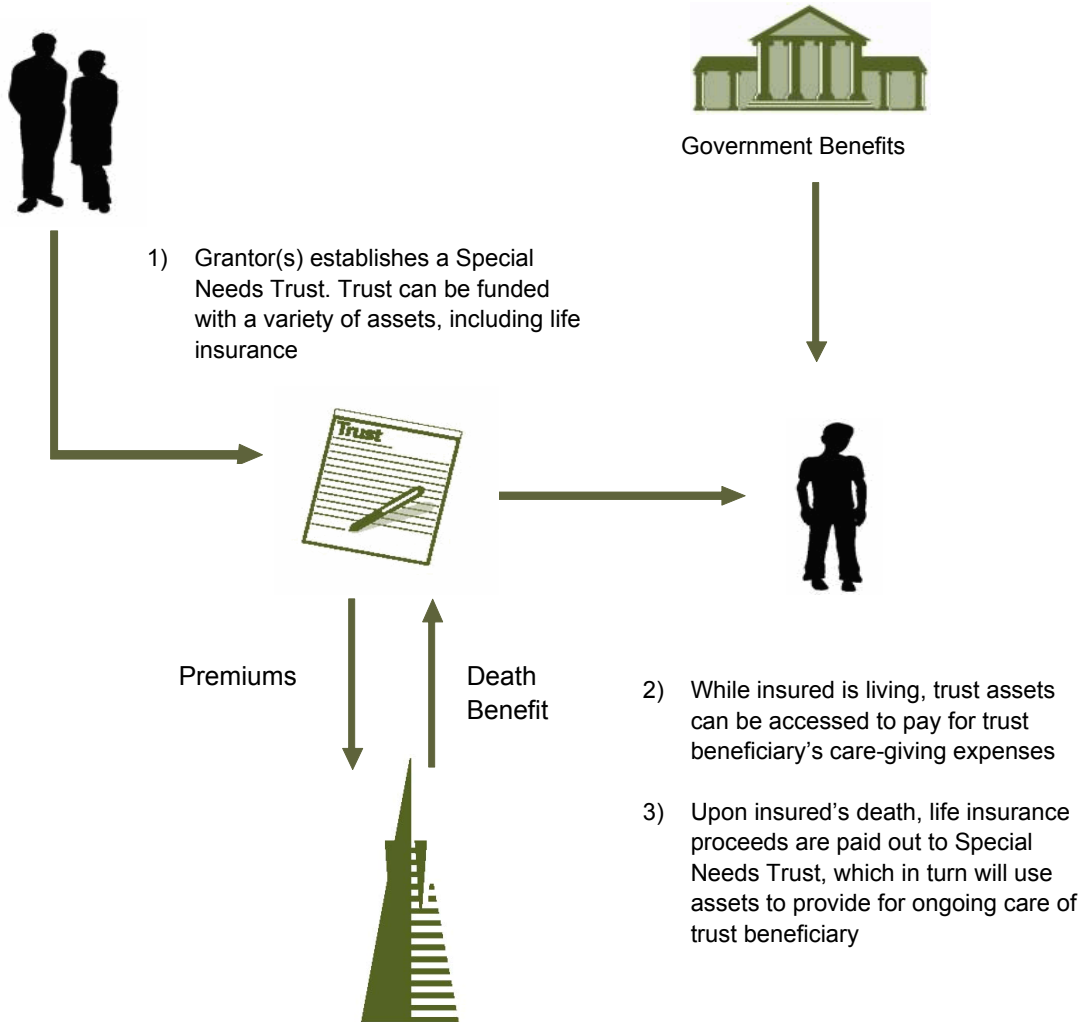 Government Benefits
1) Grantor(s) establishes a Special
Needs Trust. Trust can be funded
with a variety of assets, including life
insurance
Trust
Premiums
Death
Benefit
2) While insured is living, trust assets
can be accessed to pay for trust
beneficiary’s care-giving expenses
3) Upon insured’s death, life insurance
proceeds are paid out to Special
Needs Trust, which in turn will use
assets to provide for ongoing care of
trust beneficiary